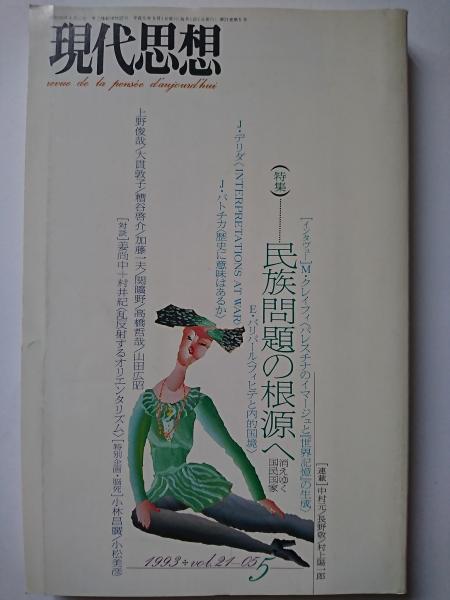 現代思想
revue de la pensée d'aujourd'hui
(特集)
民族問題の根源へ
消えゆく
国民国家
[インタヴュー]M・クレイフィ〈パレスチナのイマージュと「世界記憶」の生成〉
E・バリバール〈フィヒテと内的国境〉
J・デリダ〈INTERPRETATIONS AT WAR〉
J・パトチカ〈歴史に意味はあるか〉
上野俊哉/大貫敦子/糟谷啓介/加藤一夫/関曠野/高橋哲哉/山田広昭
[対談]姜尚中+村井紀〈乱反射するオリエンタリズム〉
[特別企画・脳死]小林昌廣/小松美彦
[連載]中村元/長野敬/村上陽一郎
1993 vol.21-05 5